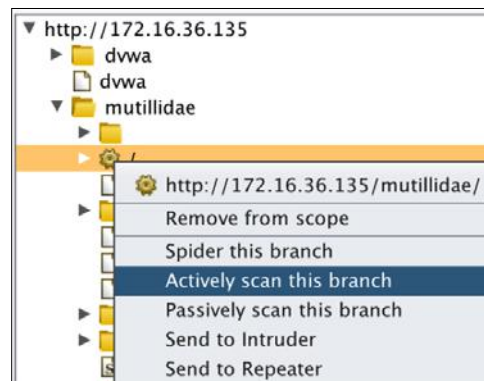 http://172.16.36.135
dvwa
dvwa
mutillidae
/
http://172.16.36.135/mutillidae/
Remove from scope
Spider this branch
Actively scan this branch
Passively scan this branch
Send to Intruder
Send to Repeater